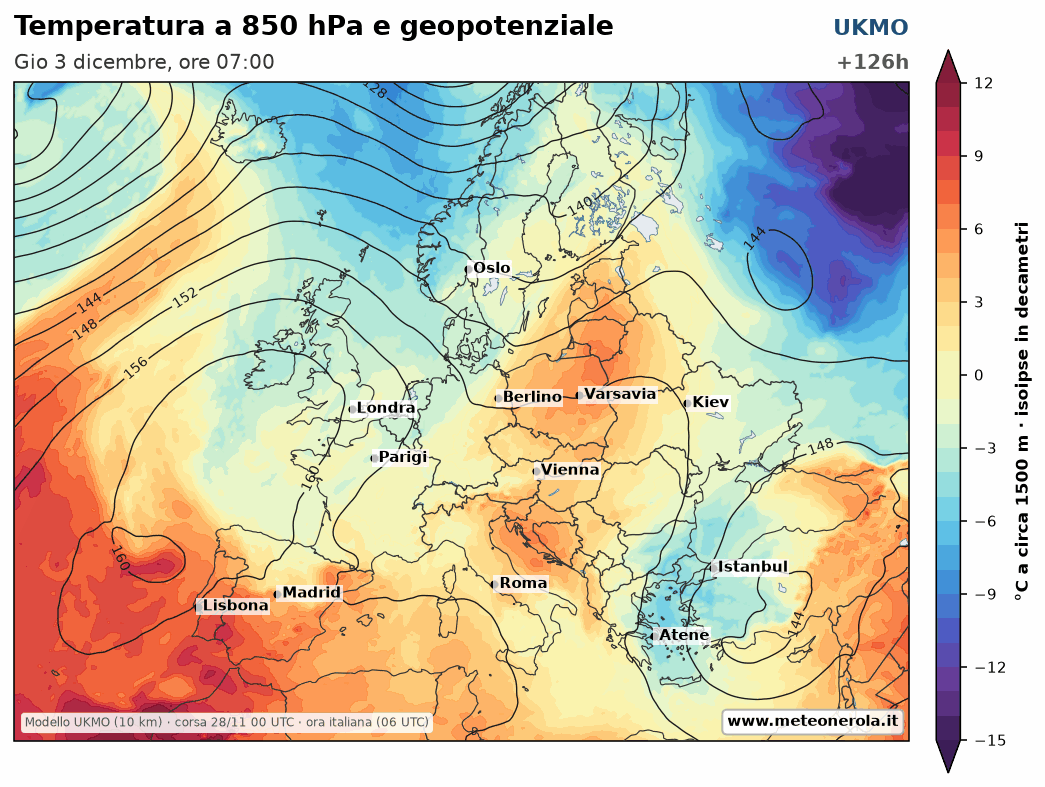 Temperatura a 850 hPa e geopotenziale
UKMO
Gio 3 dicembre, ore 07:00
+126h
128
140
144
144
148
152
156
160
160
148
144
Oslo
Londra
Berlino
Varsavia
Kiev
Parigi
Vienna
Istanbul
Roma
Madrid
Lisbona
Atene
Modello UKMO (10 km) · corsa 28/11 00 UTC · ora italiana (06 UTC)
www.meteonerola.it
12
9
6
3
0
−3
−6
−9
−12
−15
°C a circa 1500 m · isoipse in decametri